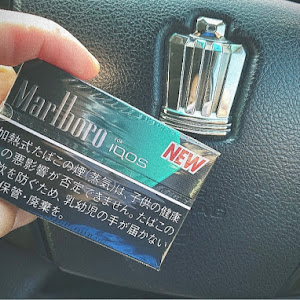 Marlboro
FOR IQOS
NEW
加熱式たばこの煙(蒸気)は、子供の健康
の悪影響が否定できません。たばこの
を防ぐため、乳幼児の手が届かない
保管・廃棄を。